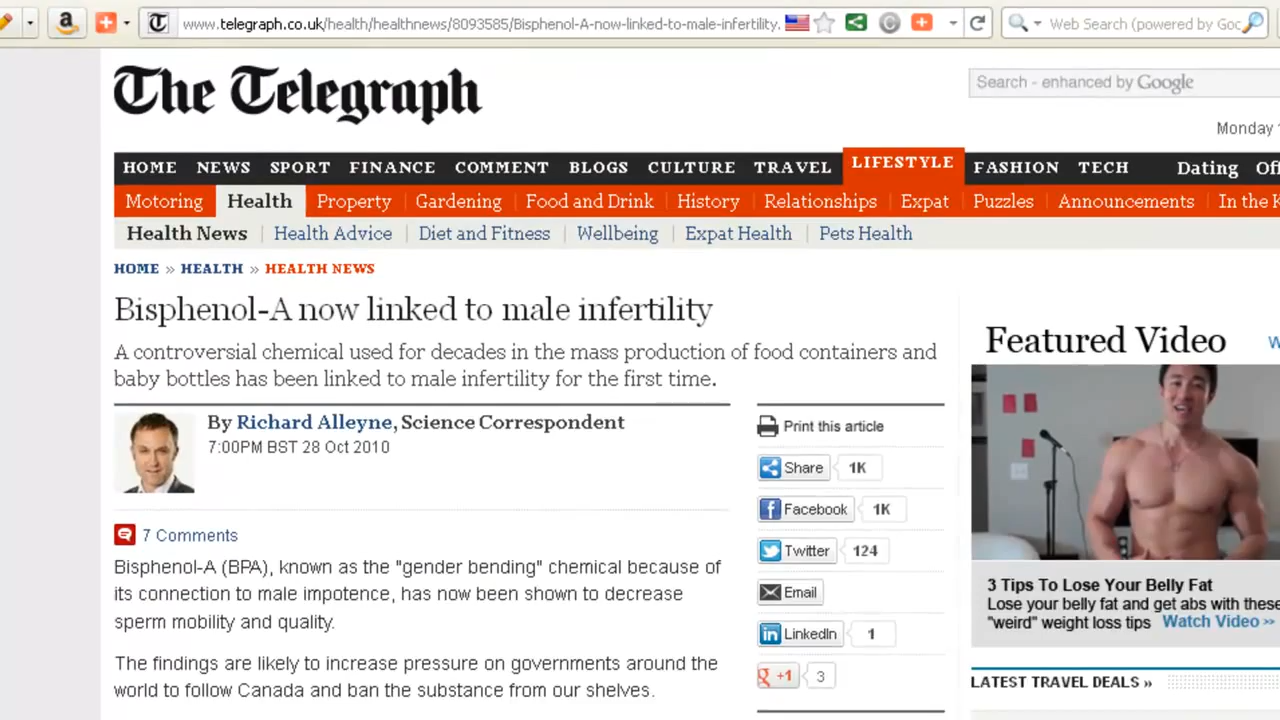 www.telegraph.co.uk/health/healthnews/8093585/Bisphenol-A-now-linked-to-male-infertility.
Web Search (powered by Goo
The Telegraph
Search - enhanced by Google
Monday
HOME NEWS SPORT FINANCE COMMENT BLOGS CULTURE TRAVEL LIFESTYLE FASHION TECH Dating Of
Motoring Health Property Gardening Food and Drink History Relationships Expat Puzzles Announcements In the
Health News Health Advice Diet and Fitness Wellbeing Expat Health Pets Health
HOME » HEALTH » HEALTH NEWS
Bisphenol-A now linked to male infertility
A controversial chemical used for decades in the mass production of food containers and
baby bottles has been linked to male infertility for the first time.
By Richard Alleyne, Science Correspondent
7:00PM BST 28 Oct 2010
7 Comments
Bisphenol-A (BPA), known as the "gender bending" chemical because of
its connection to male impotence, has now been shown to decrease
sperm mobility and quality.
The findings are likely to increase pressure on governments around the
world to follow Canada and ban the substance from our shelves.
Print this article
Share 1K
Facebook 1K
Twitter 124
Email
LinkedIn 1
+1 3
Featured Video
3 Tips To Lose Your Belly Fat
Lose your belly fat and get abs with these
"weird" weight loss tips Watch Video »
LATEST TRAVEL DEALS »